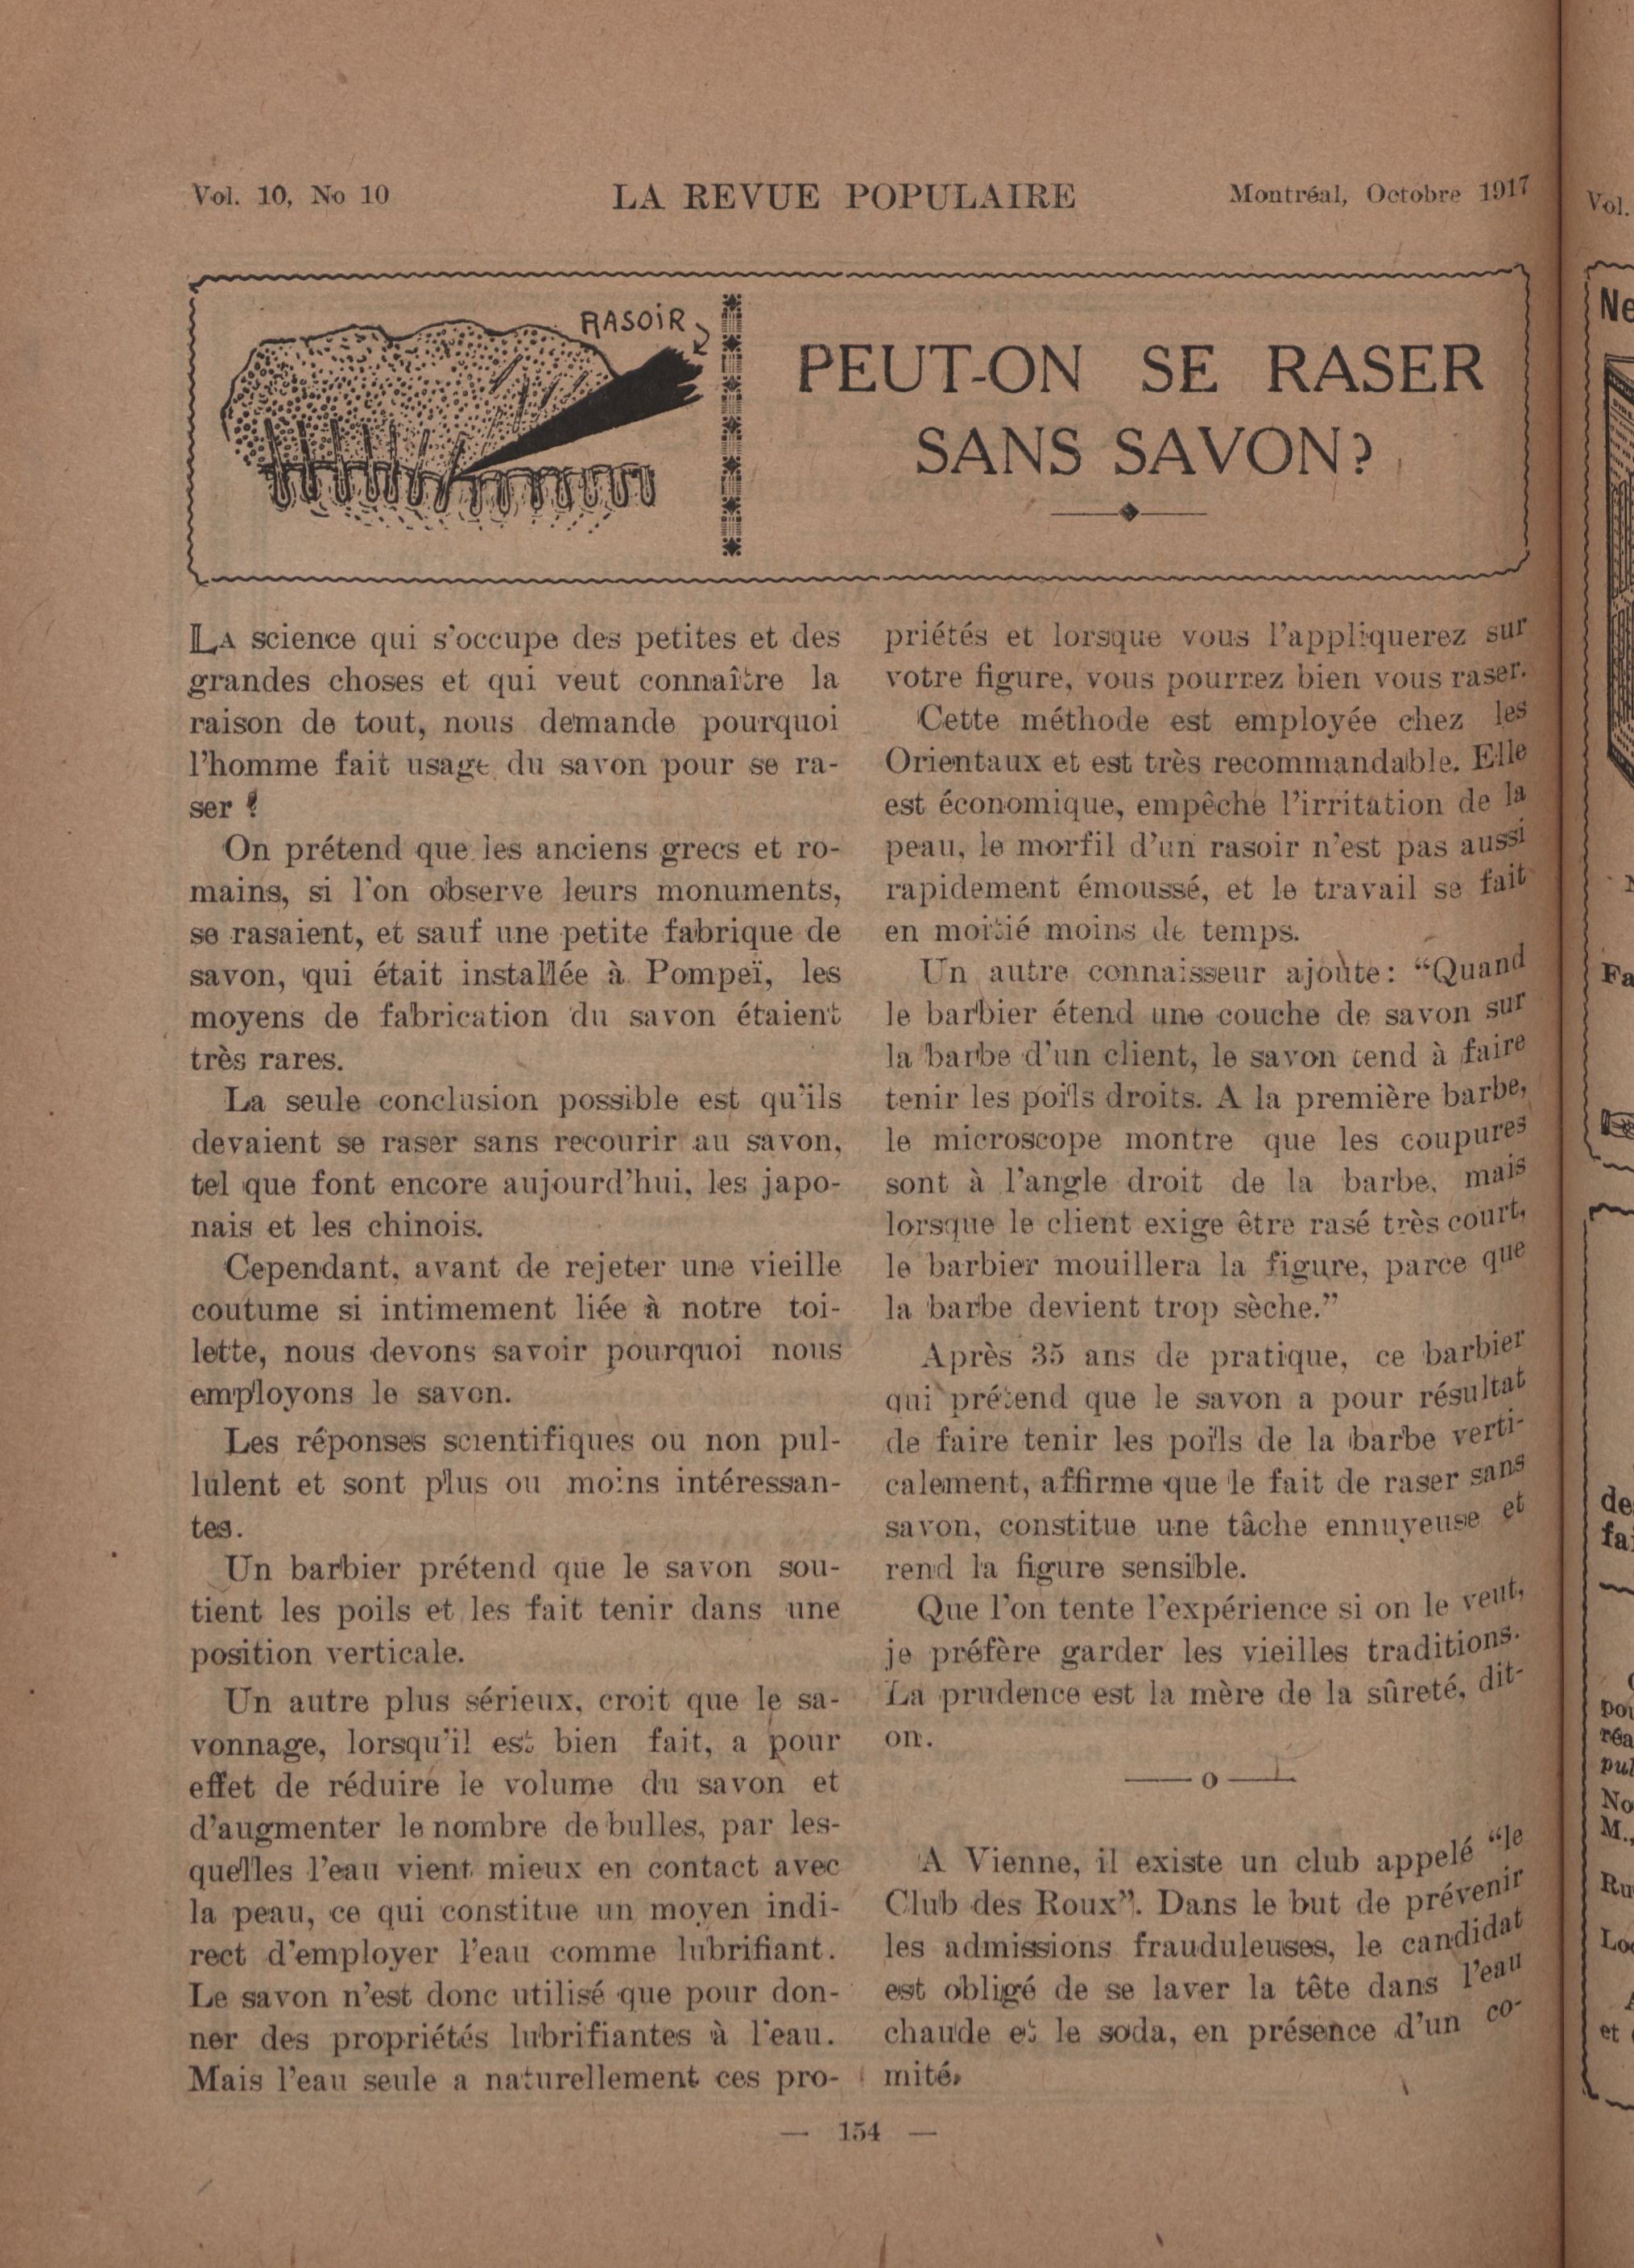 Vol. 10, No 10 LA REVUE POPULAIRE Montréal, Octobre 1917
RASOIR
PEUT-ON SE RASER
SANS SAVON?
LA science qui s'occupe des petites et des
grandes choses et qui veut connaître la
raison de tout, nous demande pourquoi
l'homme fait usage du savon pour se ra-
ser ?
On prétend que les anciens grecs et ro-
mains, si l'on observe leurs monuments,
se rasaient, et sauf une petite fabrique de
savon, qui était installée à Pompeï, les
moyens de fabrication du savon étaient
très rares.
La seule conclusion possible est qu'ils
devaient se raser sans recourir au savon,
tel que font encore aujourd'hui, les japo-
nais et les chinois.
Cependant, avant de rejeter une vieille
coutume si intimement liée à notre toi-
lette, nous devons savoir pourquoi nous
employons le savon.
Les réponses scientifiques ou non pul-
lulent et sont plus ou moins intéressan-
tes.
Un barbier prétend que le savon sou-
tient les poils et les fait tenir dans une
position verticale.
Un autre plus sérieux, croit que le sa-
vonnage, lorsqu'il est bien fait, a pour
effet de réduire le volume du savon et
d'augmenter le nombre de bulles, par les-
quelles l'eau vient mieux en contact avec
la peau, ce qui constitue un moyen indi-
rect d'employer l'eau comme lubrifiant.
Le savon n'est donc utilisé que pour don-
ner des propriétés lubrifiantes à l'eau.
Mais l'eau seule a naturellement ces pro-
priétés et lorsque vous l'appliquerez sur
votre figure, vous pourrez bien vous raser.
Cette méthode est employée chez les
Orientaux et est très recommandable. Elle
est économique, empêche l'irritation de la
peau, le morfil d'un rasoir n'est pas aussi
rapidement émoussé, et le travail se fait
en moitié moins de temps.
Un autre connaisseur ajoûte: "Quand
le barbier étend une couche de savon sur
la barbe d'un client, le savon tend à faire
tenir les poils droits. A la première barbe,
le microscope montre que les coupures
sont à l'angle droit de la barbe, mais
lorsque le client exige être rasé très court,
le barbier mouillera la figure, parce que
la barbe devient trop sèche."
Après 35 ans de pratique, ce barbier
qui prétend que le savon a pour résultat
de faire tenir les poils de la barbe verti-
calement, affirme que le fait de raser sans
savon, constitue une tâche ennuyeuse et
rend la figure sensible.
Que l'on tente l'expérience si on le veut,
je préfère garder les vieilles traditions.
La prudence est la mère de la sûreté, dit-
on.
— o —
A Vienne, il existe un club appelé "le
Club des Roux". Dans le but de prévenir
les admissions frauduleuses, le candidat
est obligé de se laver la tête dans l'eau
chaude et le soda, en présence d'un co-
mité.
— 154 —
Vol.
Ne
Fa
de
fai
réa
pul
No
M.,
Ru
et